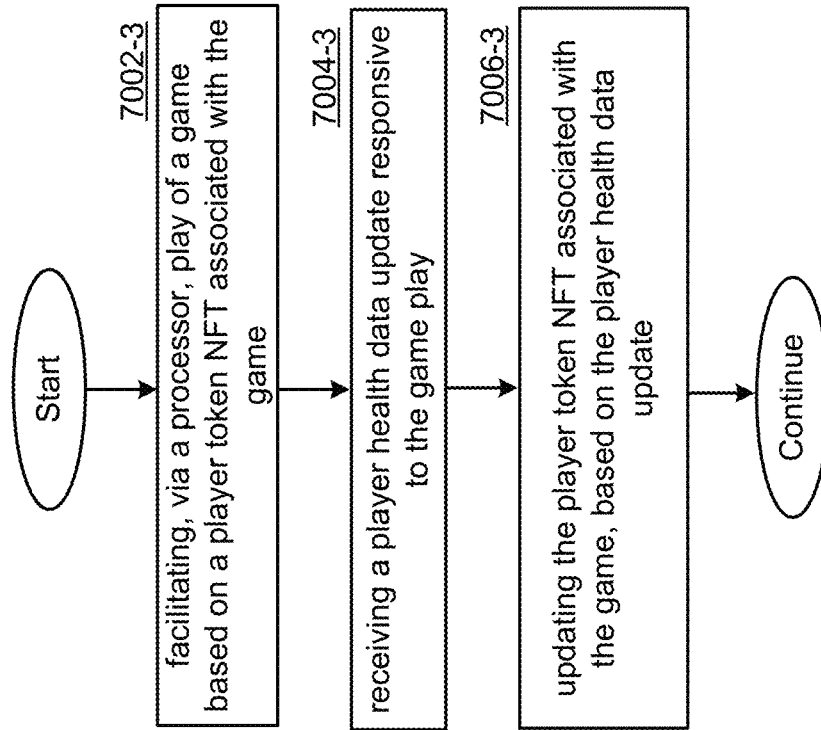 Start
7002-3
facilitating, via a processor, play of a game
based on a player token NFT associated with the
game
7004-3
receiving a player health data update responsive
to the game play
7006-3
updating the player token NFT associated with
the game, based on the player health data
update
Continue